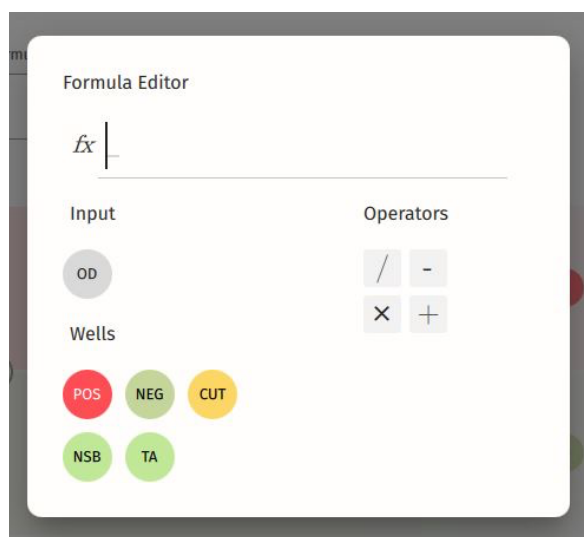 Formula Editor
fx
Input
Operators
OD
/ -
× +
Wells
POS NEG CUT
NSB TA